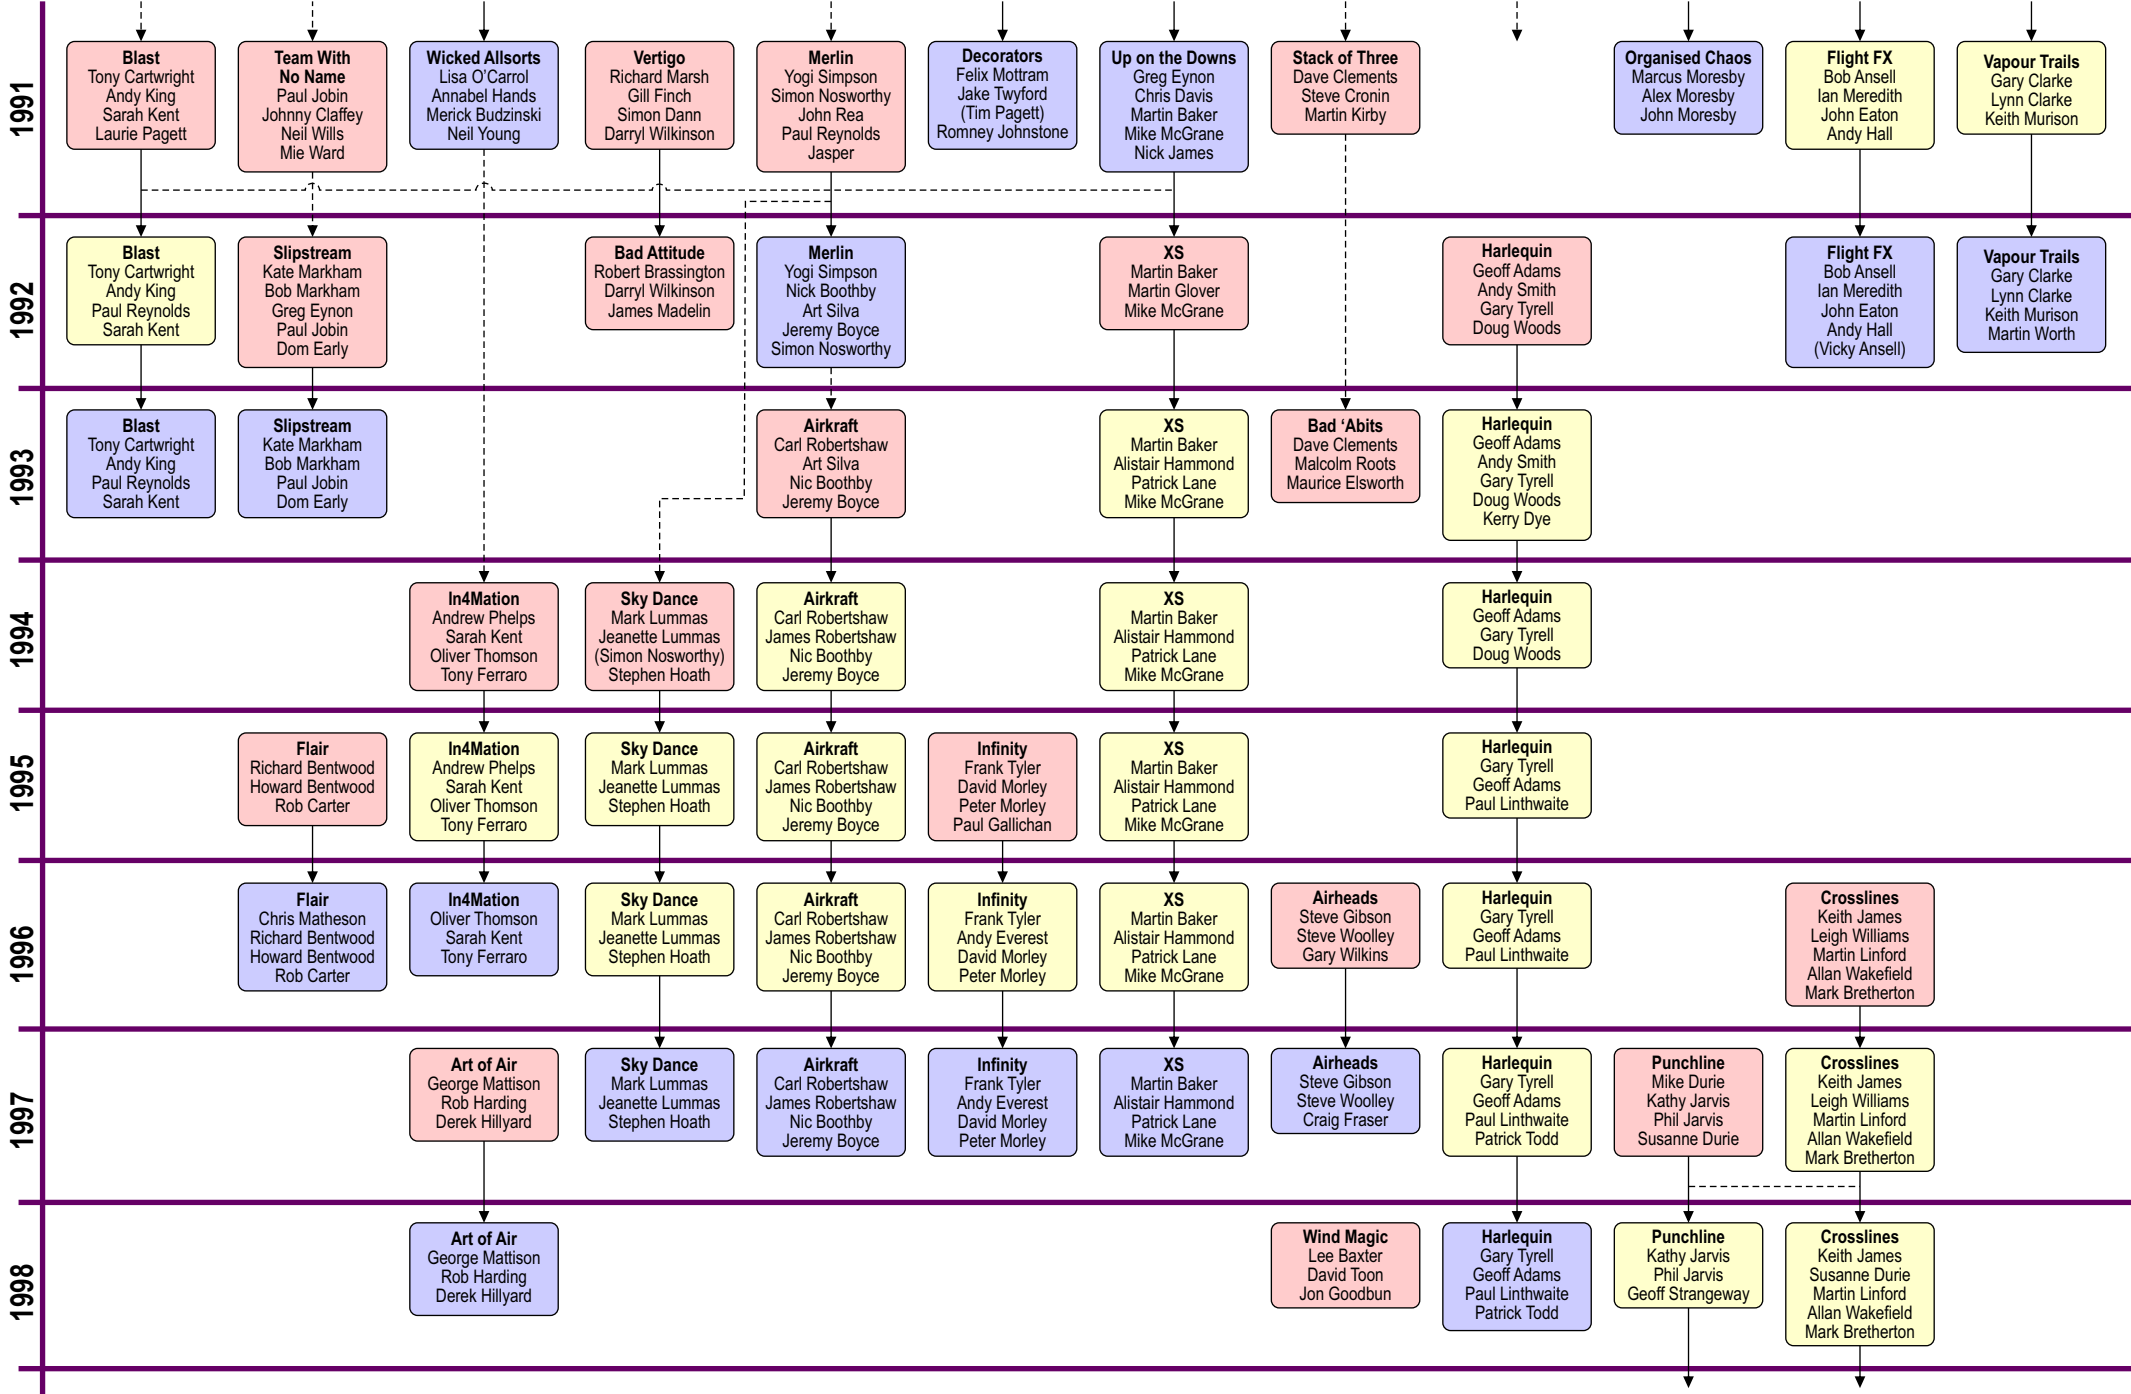 1991
Blast
Tony Cartwright
Andy King
Sarah Kent
Laurie Pagett
Team With
No Name
Paul Jobin
Johnny Claffey
Neil Wills
Mie Ward
Wicked Allsorts
Lisa O'Carrol
Annabel Hands
Merick Budzinski
Neil Young
Vertigo
Richard Marsh
Gill Finch
Simon Dann
Darryl Wilkinson
Merlin
Yogi Simpson
Simon Nosworthy
John Rea
Paul Reynolds
Jasper
Decorators
Felix Mottram
Jake Twyford
(Tim Pagett)
Romney Johnstone
Up on the Downs
Greg Eynon
Chris Davis
Martin Baker
Mike McGrane
Nick James
Stack of Three
Dave Clements
Steve Cronin
Martin Kirby
Organised Chaos
Marcus Moresby
Alex Moresby
John Moresby
Flight FX
Bob Ansell
Ian Meredith
John Eaton
Andy Hall
Vapour Trails
Gary Clarke
Lynn Clarke
Keith Murison
1992
Blast
Tony Cartwright
Andy King
Paul Reynolds
Sarah Kent
Slipstream
Kate Markham
Bob Markham
Greg Eynon
Paul Jobin
Dom Early
Bad Attitude
Robert Brassington
Darryl Wilkinson
James Madelin
Merlin
Yogi Simpson
Nick Boothby
Art Silva
Jeremy Boyce
Simon Nosworthy
XS
Martin Baker
Martin Glover
Mike McGrane
Harlequin
Geoff Adams
Andy Smith
Gary Tyrell
Doug Woods
Flight FX
Bob Ansell
Ian Meredith
John Eaton
Andy Hall
(Vicky Ansell)
Vapour Trails
Gary Clarke
Lynn Clarke
Keith Murison
Martin Worth
1993
Blast
Tony Cartwright
Andy King
Paul Reynolds
Sarah Kent
Slipstream
Kate Markham
Bob Markham
Paul Jobin
Dom Early
Airkraft
Carl Robertshaw
Art Silva
Nic Boothby
Jeremy Boyce
XS
Martin Baker
Alistair Hammond
Patrick Lane
Mike McGrane
Bad ‘Abits
Dave Clements
Malcolm Roots
Maurice Elsworth
Harlequin
Geoff Adams
Andy Smith
Gary Tyrell
Doug Woods
Kerry Dye
1994
In4Mation
Andrew Phelps
Sarah Kent
Oliver Thomson
Tony Ferraro
Sky Dance
Mark Lummas
Jeanette Lummas
(Simon Nosworthy)
Stephen Hoath
Airkraft
Carl Robertshaw
James Robertshaw
Nic Boothby
Jeremy Boyce
XS
Martin Baker
Alistair Hammond
Patrick Lane
Mike McGrane
Harlequin
Geoff Adams
Gary Tyrell
Doug Woods
1995
Flair
Richard Bentwood
Howard Bentwood
Rob Carter
In4Mation
Andrew Phelps
Sarah Kent
Oliver Thomson
Tony Ferraro
Sky Dance
Mark Lummas
Jeanette Lummas
Stephen Hoath
Airkraft
Carl Robertshaw
James Robertshaw
Nic Boothby
Jeremy Boyce
Infinity
Frank Tyler
David Morley
Peter Morley
Paul Gallichan
XS
Martin Baker
Alistair Hammond
Patrick Lane
Mike McGrane
Harlequin
Gary Tyrell
Geoff Adams
Paul Linthwaite
1996
Flair
Chris Matheson
Richard Bentwood
Howard Bentwood
Rob Carter
In4Mation
Oliver Thomson
Sarah Kent
Tony Ferraro
Sky Dance
Mark Lummas
Jeanette Lummas
Stephen Hoath
Airkraft
Carl Robertshaw
James Robertshaw
Nic Boothby
Jeremy Boyce
Infinity
Frank Tyler
Andy Everest
David Morley
Peter Morley
XS
Martin Baker
Alistair Hammond
Patrick Lane
Mike McGrane
Airheads
Steve Gibson
Steve Woolley
Gary Wilkins
Harlequin
Gary Tyrell
Geoff Adams
Paul Linthwaite
Crosslines
Keith James
Leigh Williams
Martin Linford
Allan Wakefield
Mark Bretherton
1997
Art of Air
George Mattison
Rob Harding
Derek Hillyard
Sky Dance
Mark Lummas
Jeanette Lummas
Stephen Hoath
Airkraft
Carl Robertshaw
James Robertshaw
Nic Boothby
Jeremy Boyce
Infinity
Frank Tyler
Andy Everest
David Morley
Peter Morley
XS
Martin Baker
Alistair Hammond
Patrick Lane
Mike McGrane
Airheads
Steve Gibson
Steve Woolley
Craig Fraser
Harlequin
Gary Tyrell
Geoff Adams
Paul Linthwaite
Patrick Todd
Punchline
Mike Durie
Kathy Jarvis
Phil Jarvis
Susanne Durie
Crosslines
Keith James
Leigh Williams
Martin Linford
Allan Wakefield
Mark Bretherton
1998
Art of Air
George Mattison
Rob Harding
Derek Hillyard
Wind Magic
Lee Baxter
David Toon
Jon Goodbun
Harlequin
Gary Tyrell
Geoff Adams
Paul Linthwaite
Patrick Todd
Punchline
Kathy Jarvis
Phil Jarvis
Geoff Strangeway
Crosslines
Keith James
Susanne Durie
Martin Linford
Allan Wakefield
Mark Bretherton